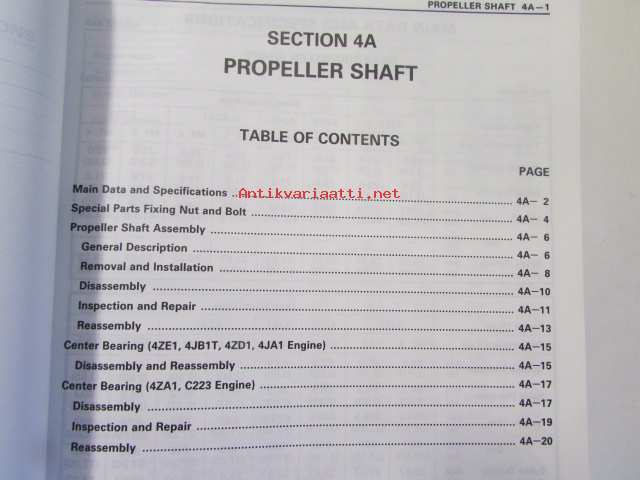 PROPELLER SHAFT 4A—1
SECTION 4A
PROPELLER SHAFT
TABLE OF CONTENTS
PAGE
Main Data and Specifications ........ 4A— 2
Antikvariaatti.net
Special Parts Fixing Nut and Bolt ........ 4A— 4
Propeller Shaft Assembly ........ 4A— 6
General Description ........ 4A— 6
Removal and Installation ........ 4A— 8
Disassembly ........ 4A—10
Inspection and Repair ........ 4A—11
Reassembly ........ 4A—13
Center Bearing (4ZE1, 4JB1T, 4ZD1, 4JA1 Engine) ........ 4A—15
Disassembly and Reassembly ........ 4A—15
Center Bearing (4ZA1, C223 Engine) ........ 4A—17
Disassembly ........ 4A—17
Inspection and Repair ........ 4A—19
Reassembly ........ 4A—20